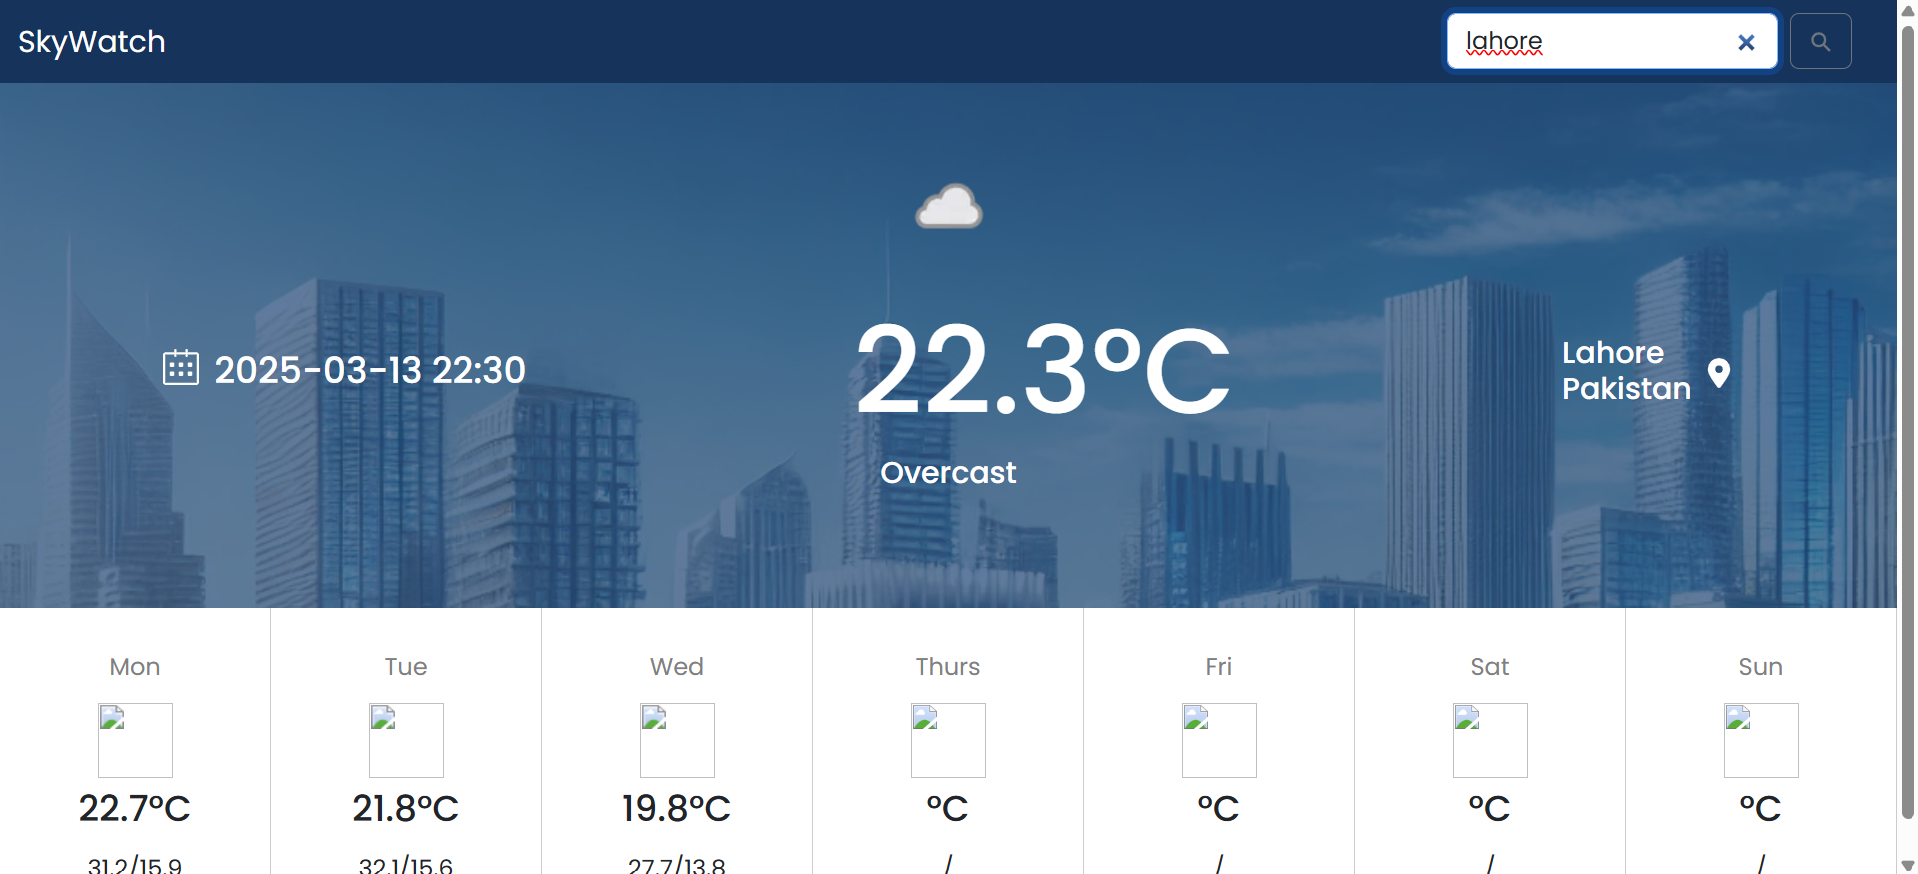 SkyWatch
lahore
2025-03-13 22:30
22.3°C
Overcast
Lahore
Pakistan
Mon
Tue
Wed
Thurs
Fri
Sat
Sun
22.7°C
21.8°C
19.8°C
°C
°C
°C
°C
31.2/15.9
32.1/15.6
27.7/13.8
/
/
/
/